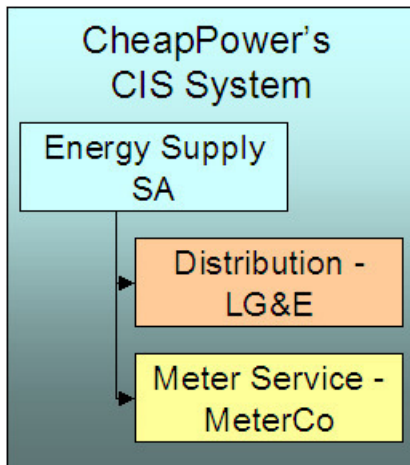 CheapPower's
CIS System
Energy Supply
SA
Distribution -
LG&E
Meter Service -
MeterCo